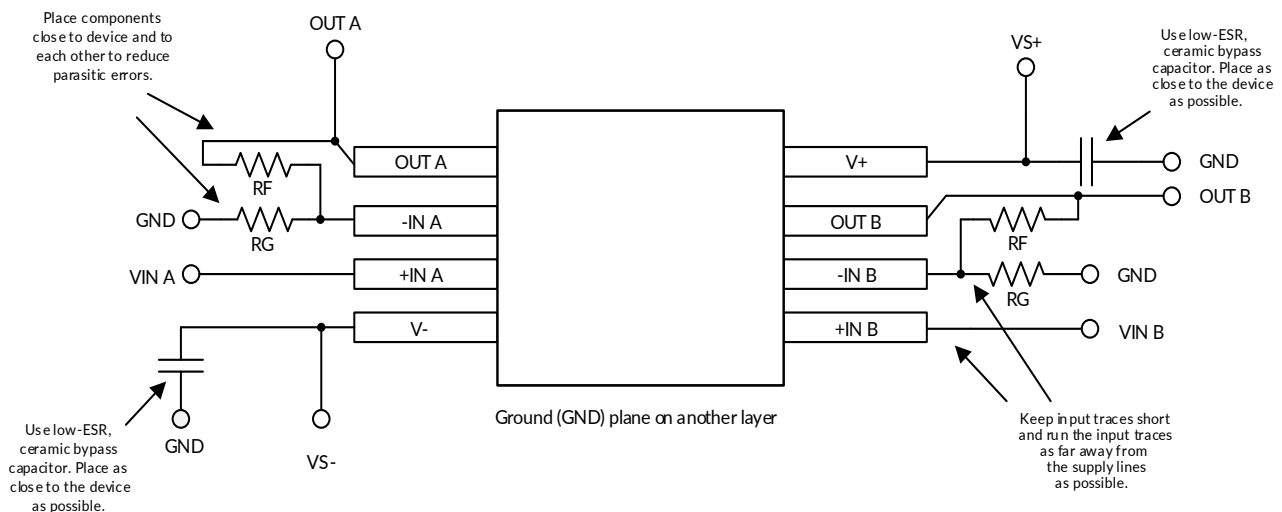 Place components
close to device and to
each other to reduce
parasitic errors.
OUT A
VS+
Use low-ESR,
ceramic bypass
capacitor. Place as
close to the device
as possible.
OUT A
RF
GND
RG
-IN A
VIN A
+IN A
V-
V+
GND
OUT B
OUT B
RF
-IN B
GND
RG
+IN B
VIN B
Use low-ESR,
ceramic bypass
capacitor. Place as
close to the device
as possible.
GND
VS-
Ground (GND) plane on another layer
Keep input traces short
and run the input traces
as far away from
the supply lines
as possible.